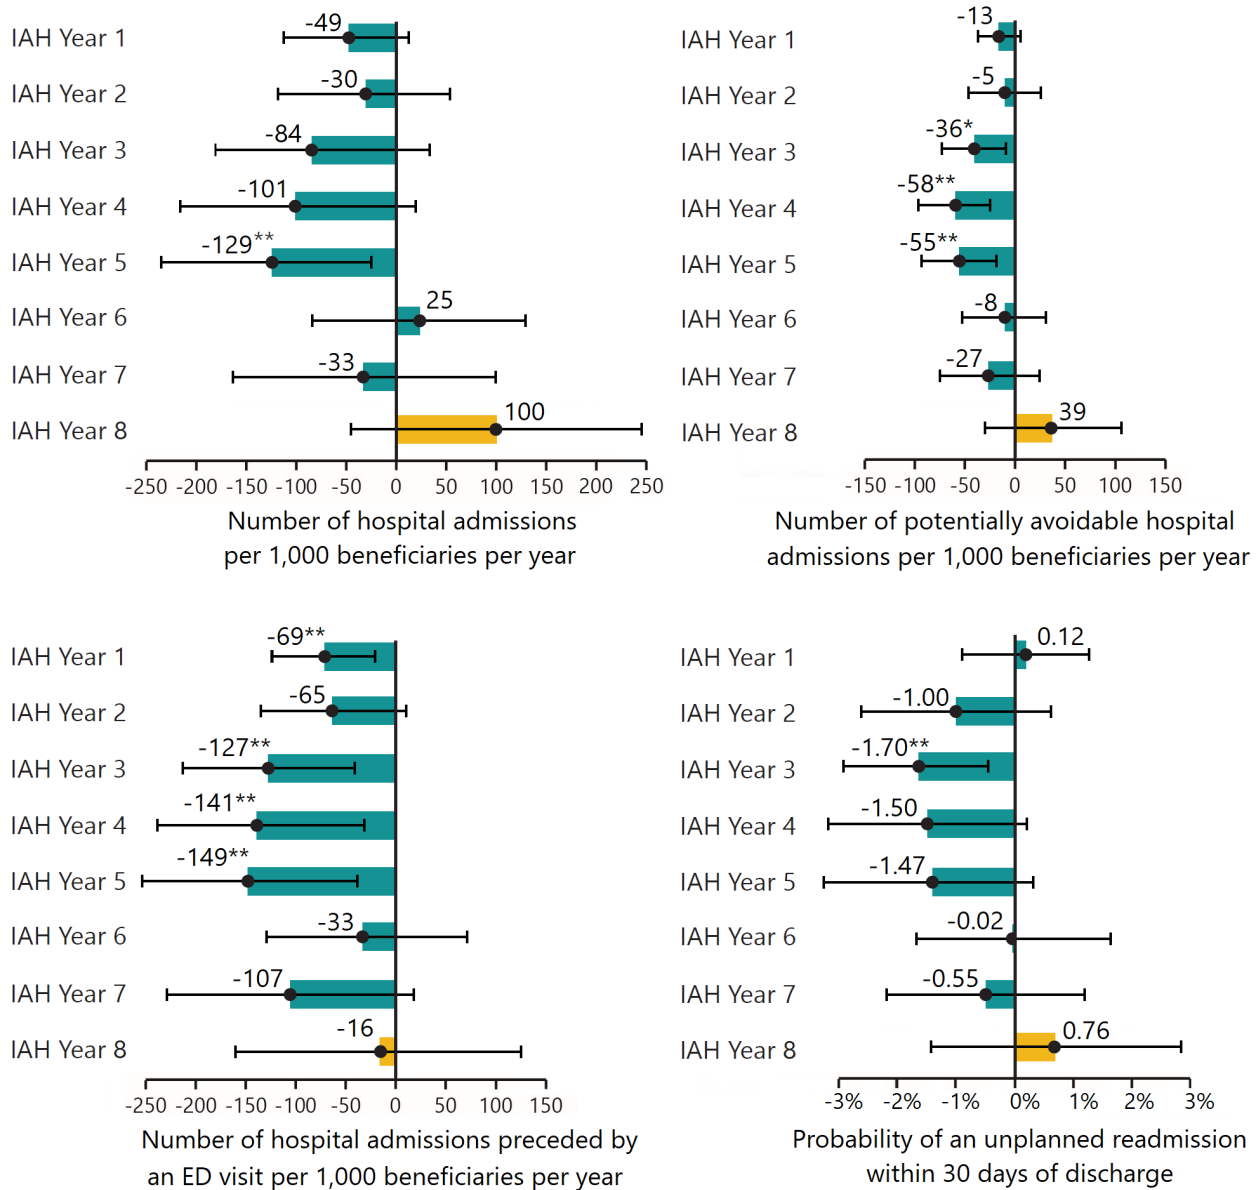 IAH Year 1
-49
IAH Year 2
-30
IAH Year 3
-84
IAH Year 4
-101
IAH Year 5
-129**
IAH Year 6
25
IAH Year 7
-33
IAH Year 8
100
-250 -200 -150 -100 -50 0 50 100 150 200 250
Number of hospital admissions
per 1,000 beneficiaries per year
IAH Year 1
-13
IAH Year 2
-5
IAH Year 3
-36*
IAH Year 4
-58**
IAH Year 5
-55**
IAH Year 6
-8
IAH Year 7
-27
IAH Year 8
39
-150 -100 -50 0 50 100 150
Number of potentially avoidable hospital
admissions per 1,000 beneficiaries per year
IAH Year 1
-69**
IAH Year 2
-65
IAH Year 3
-127**
IAH Year 4
-141**
IAH Year 5
-149**
IAH Year 6
-33
IAH Year 7
-107
IAH Year 8
-16
-250 -200 -150 -100 -50 0 50 100 150
Number of hospital admissions preceded by
an ED visit per 1,000 beneficiaries per year
IAH Year 1
0.12
IAH Year 2
-1.00
IAH Year 3
-1.70**
IAH Year 4
-1.50
IAH Year 5
-1.47
IAH Year 6
-0.02
IAH Year 7
-0.55
IAH Year 8
0.76
-3% -2% -1% 0% 1% 2% 3%
Probability of an unplanned readmission
within 30 days of discharge